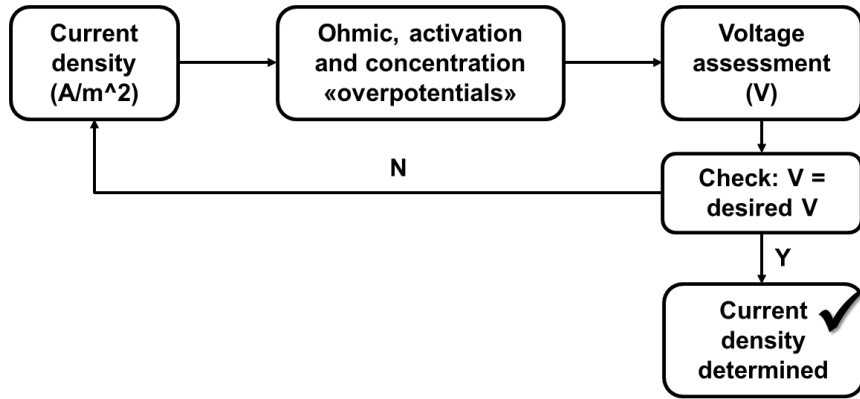 Current
density
(A/m^2)
Ohmic, activation
and concentration
«overpotentials»
Voltage
assessment
(V)
N
Check: V =
desired V
Y
Current
density
determined